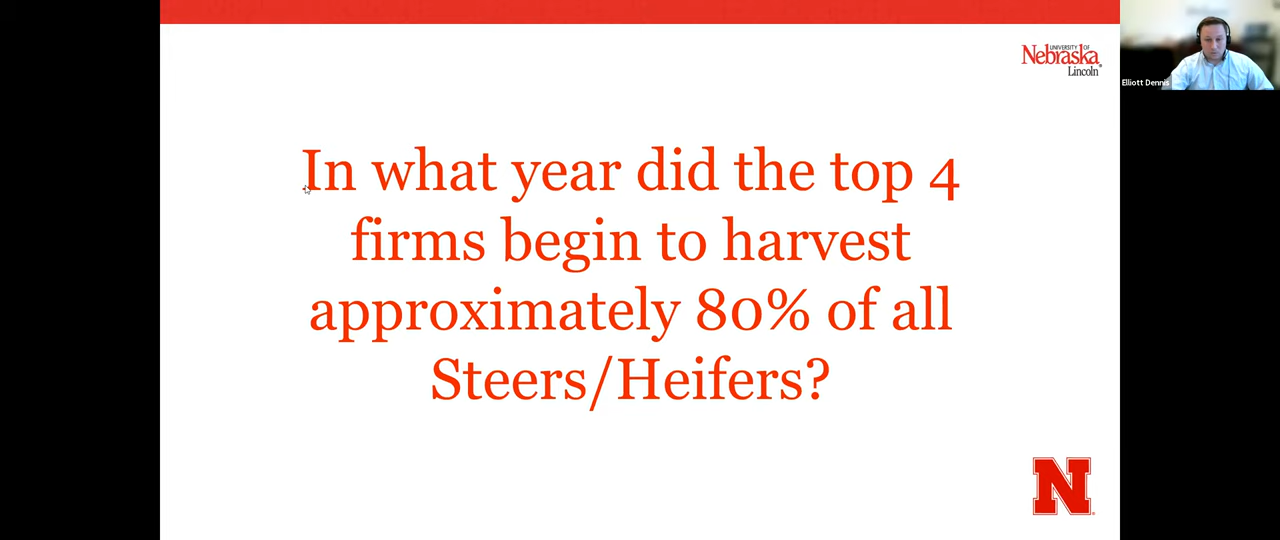 UNIVERSITY OF
Nebraska
Lincoln
Elliott Dennis
In what year did the top 4
firms begin to harvest
approximately 80% of all
Steers/Heifers?
N